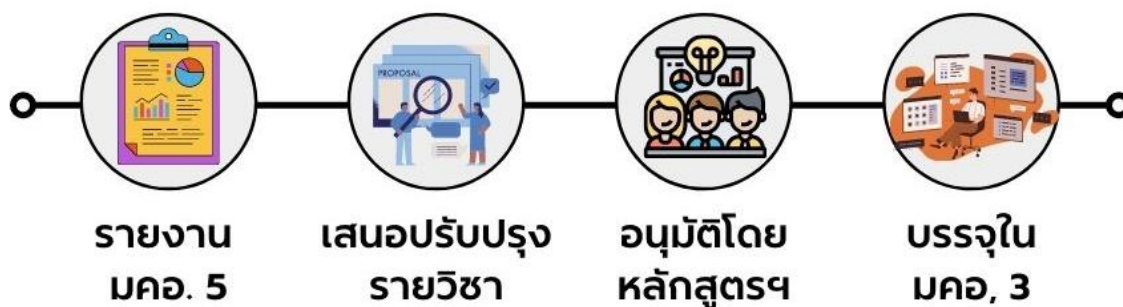 PROPOSAL
รายงาน
มคอ. 5
เสนอปรับปรุง
รายวิชา
อนุมัติโดย
หลักสูตรฯ
บรรจุใน
มคอ, 3